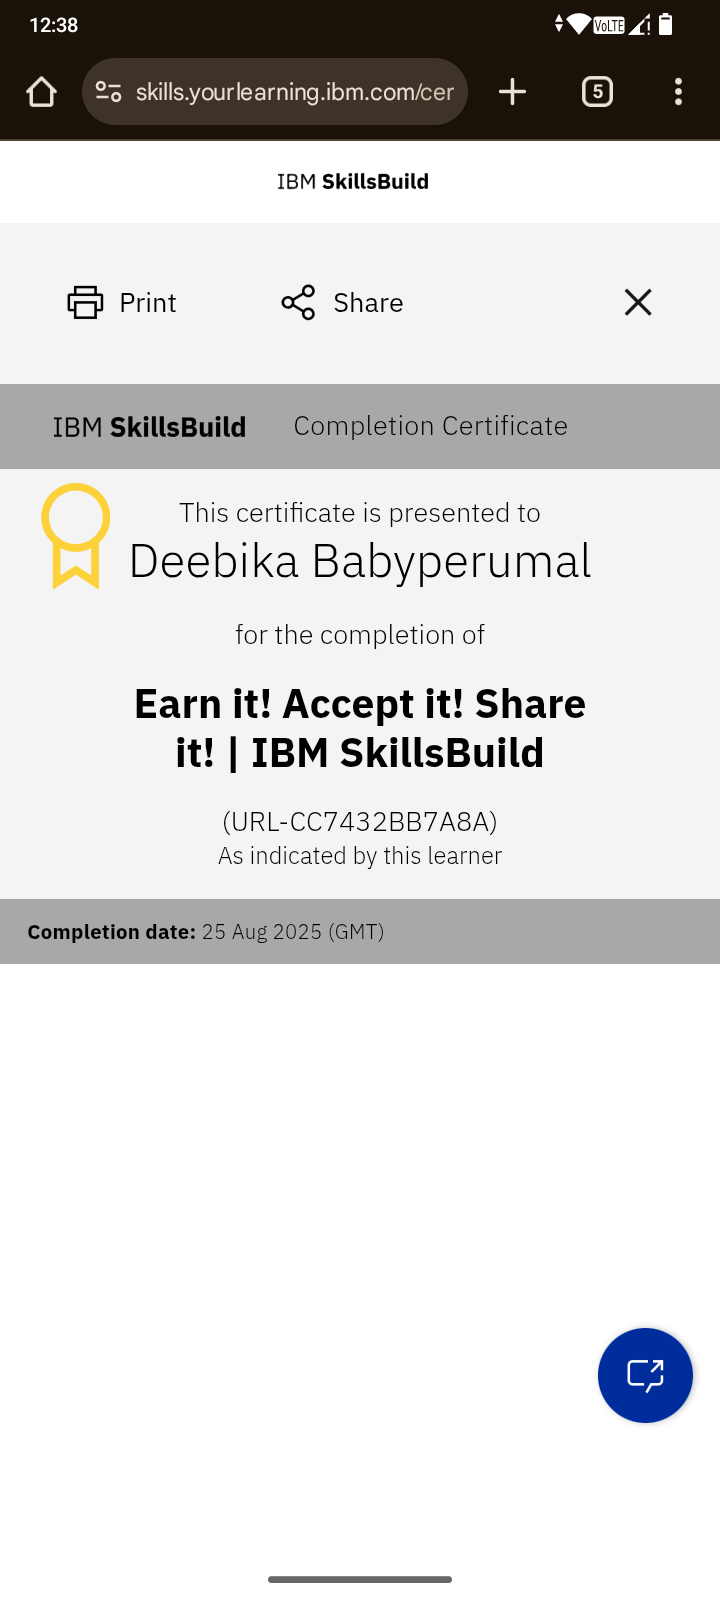 12:38
VoLTE
skills.yourlearning.ibm.com/cer
5
IBM SkillsBuild
Print
Share
IBM SkillsBuild Completion Certificate
This certificate is presented to
Deebika Babyperumal
for the completion of
Earn it! Accept it! Share
it! | IBM SkillsBuild
(URL-CC7432BB7A8A)
As indicated by this learner
Completion date: 25 Aug 2025 (GMT)